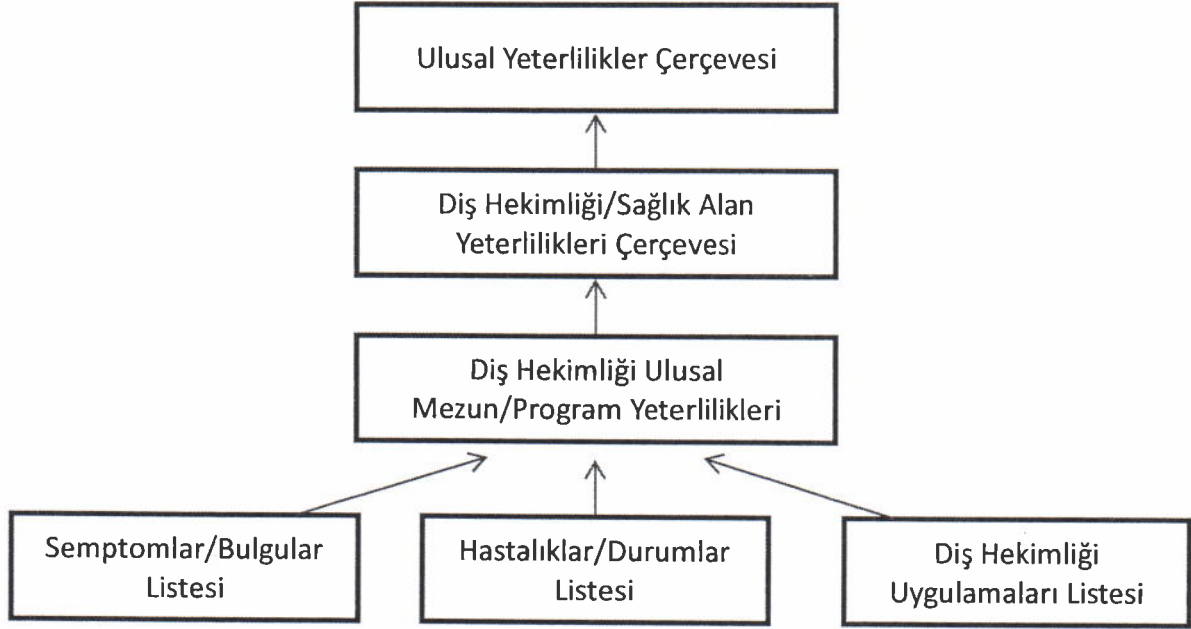 Ulusal Yeterlilikler Çerçevesi
Diş Hekimliği/Sağlık Alan
Yeterlilikleri Çerçevesi
Diş Hekimliği Ulusal
Mezun/Program Yeterlilikleri
Semptomlar/Bulgular
Listesi
Hastalıklar/Durumlar
Listesi
Diş Hekimliği
Uygulamaları Listesi